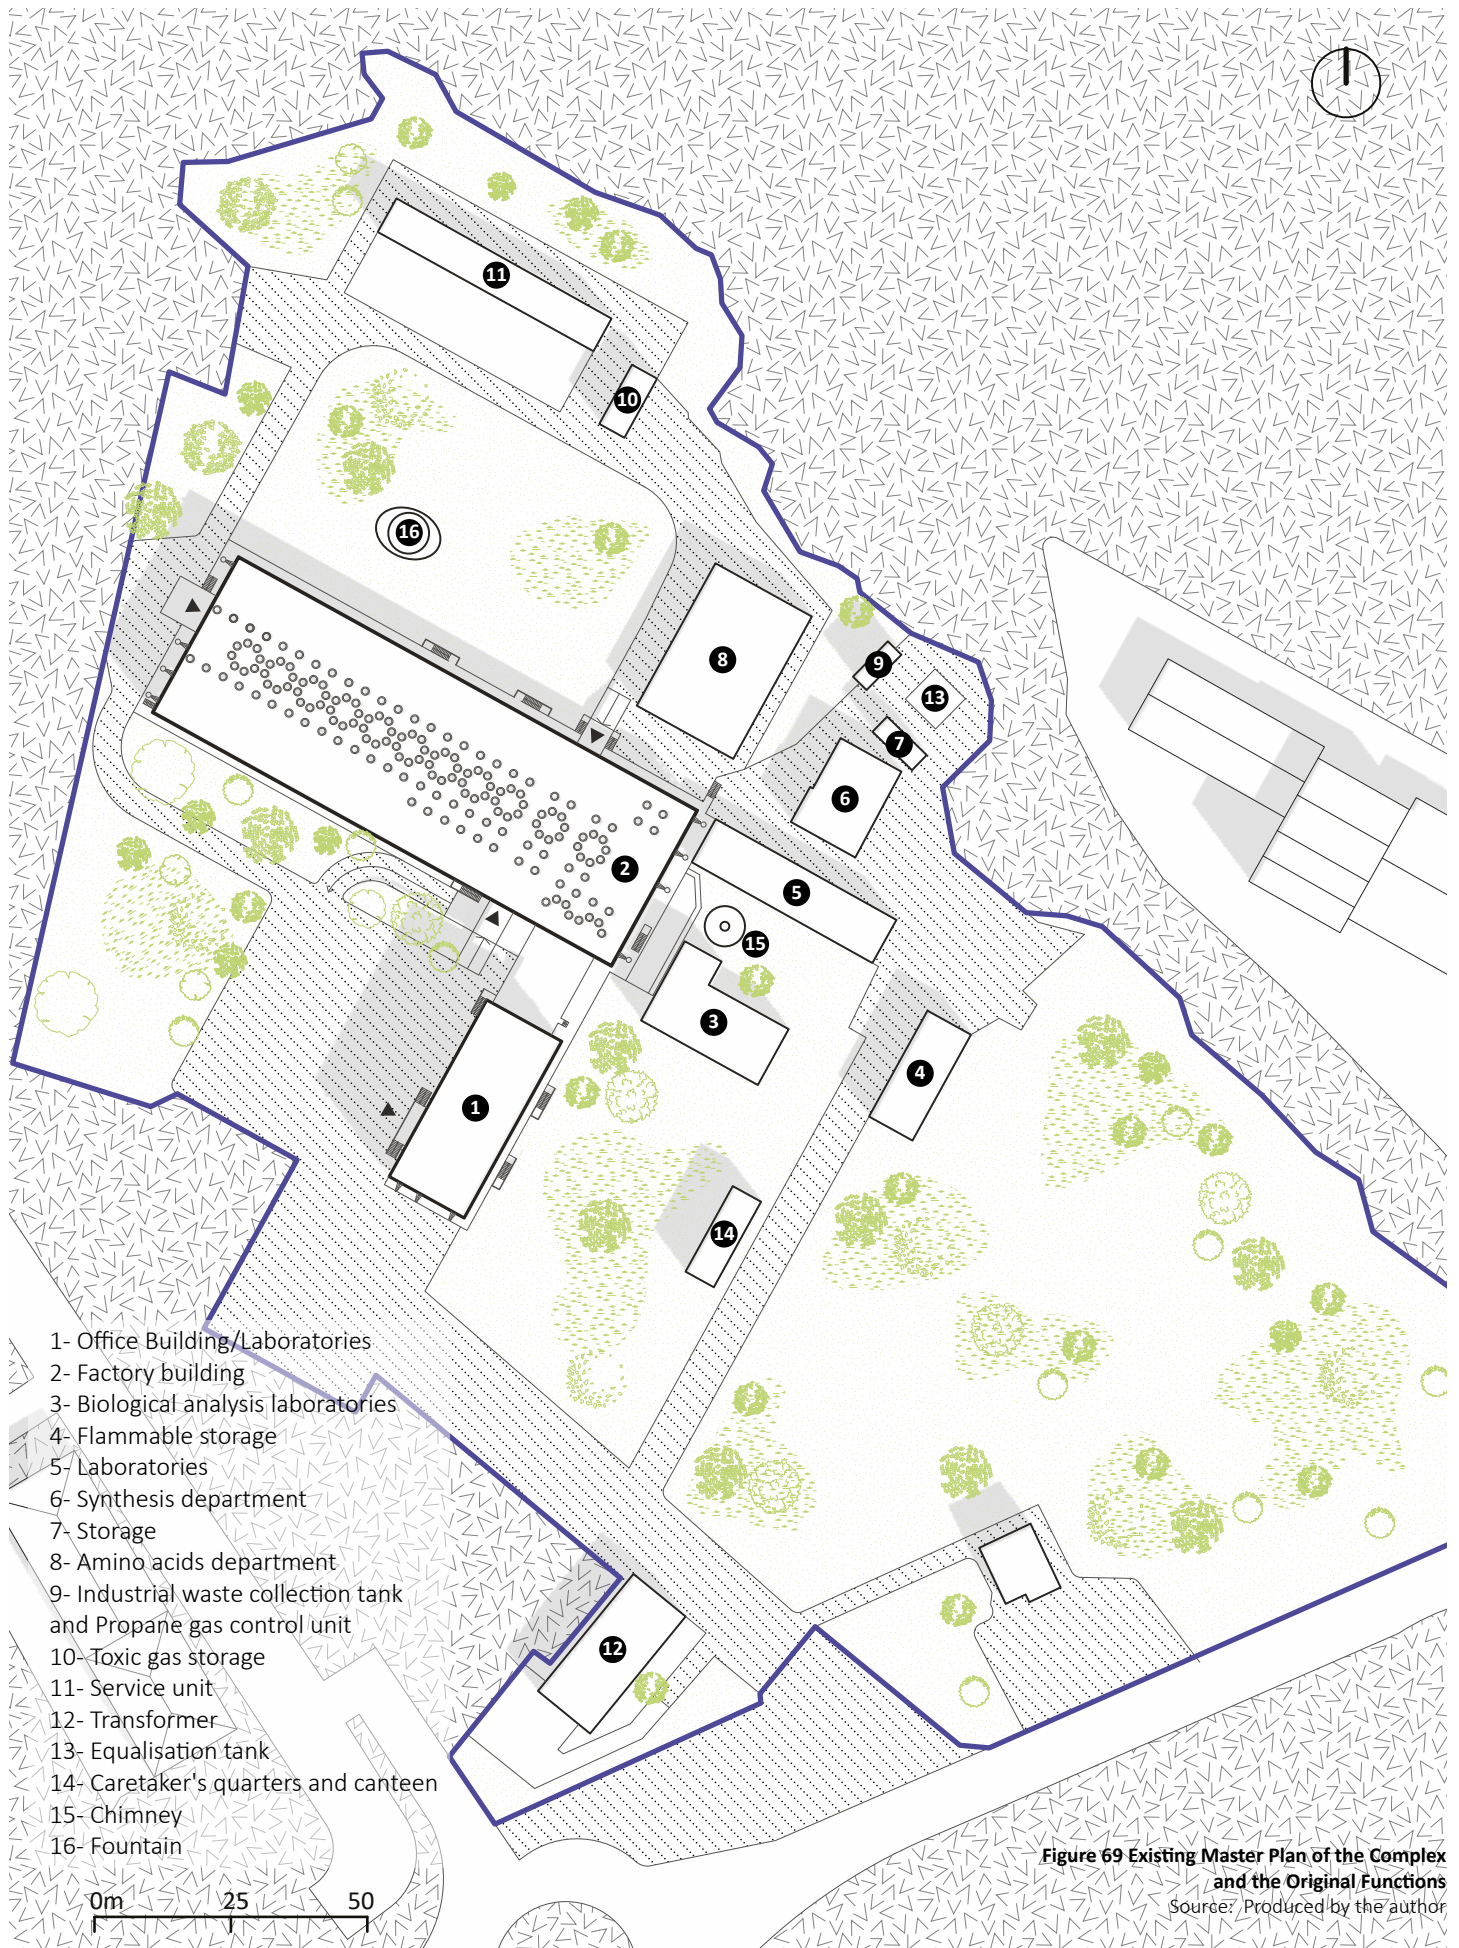 11
10
16
8
9
13
7
6
2
5
15
3
4
1
14
12
1- Office Building/Laboratories
2- Factory building
3- Biological analysis laboratories
4- Flammable storage
5- Laboratories
6- Synthesis department
7- Storage
8- Amino acids department
9- Industrial waste collection tank
and Propane gas control unit
10- Toxic gas storage
11- Service unit
12- Transformer
13- Equalisation tank
14- Caretaker's quarters and canteen
15- Chimney
16- Fountain
0m 25 50
Figure 69 Existing Master Plan of the Complex
and the Original Functions
Source: Produced by the author